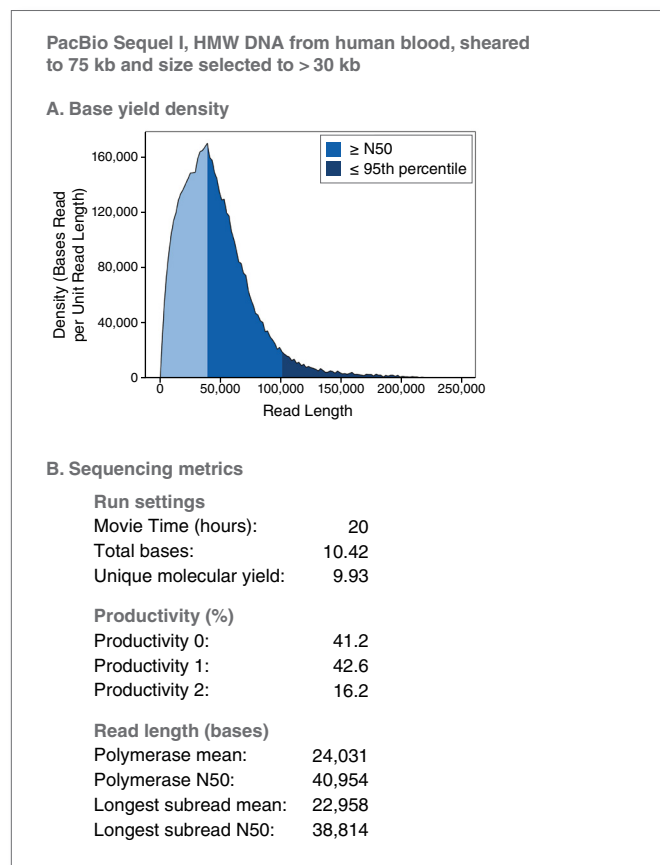 PacBio Sequel I, HMW DNA from human blood, sheared
to 75 kb and size selected to > 30 kb
A. Base yield density
≥ N50
≤ 95th percentile
Density (Bases Read
per Unit Read Length)
160,000
120,000
80,000
40,000
0
0 50,000 100,000 150,000 200,000 250,000
Read Length
B. Sequencing metrics
Run settings
Movie Time (hours): 20
Total bases: 10.42
Unique molecular yield: 9.93
Productivity (%)
Productivity 0: 41.2
Productivity 1: 42.6
Productivity 2: 16.2
Read length (bases)
Polymerase mean: 24,031
Polymerase N50: 40,954
Longest subread mean: 22,958
Longest subread N50: 38,814